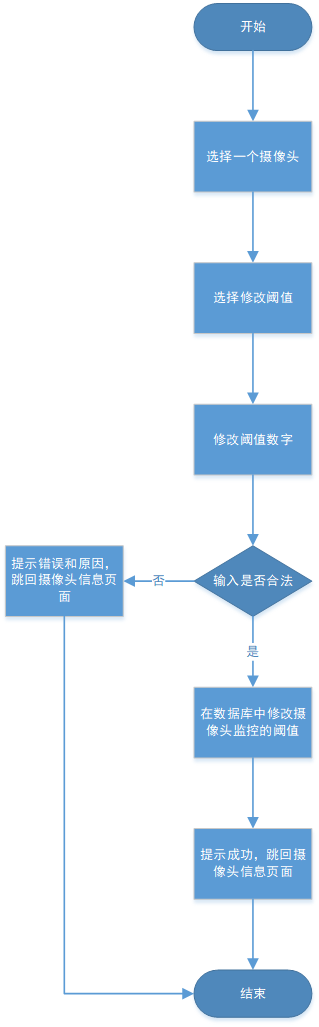 开始
选择一个摄像头
选择修改阈值
修改阈值数字
输入是否合法
否
提示错误和原因，
跳回摄像头信息页
面
是
在数据库中修改摄
像头监控的阈值
提示成功，跳回摄
像头信息页面
结束